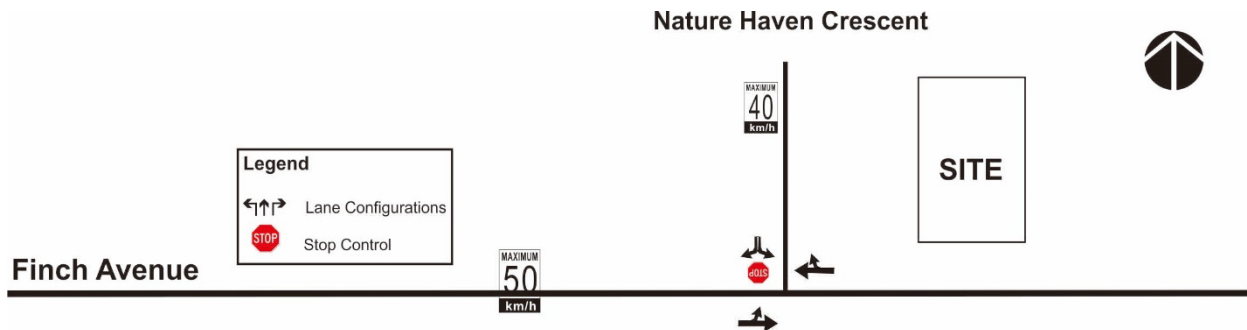 Nature Haven Crescent
MAXIMUM
40
km/h
Legend
Lane Configurations
STOP
Stop Control
SITE
Finch Avenue
MAXIMUM
50
km/h
STOP